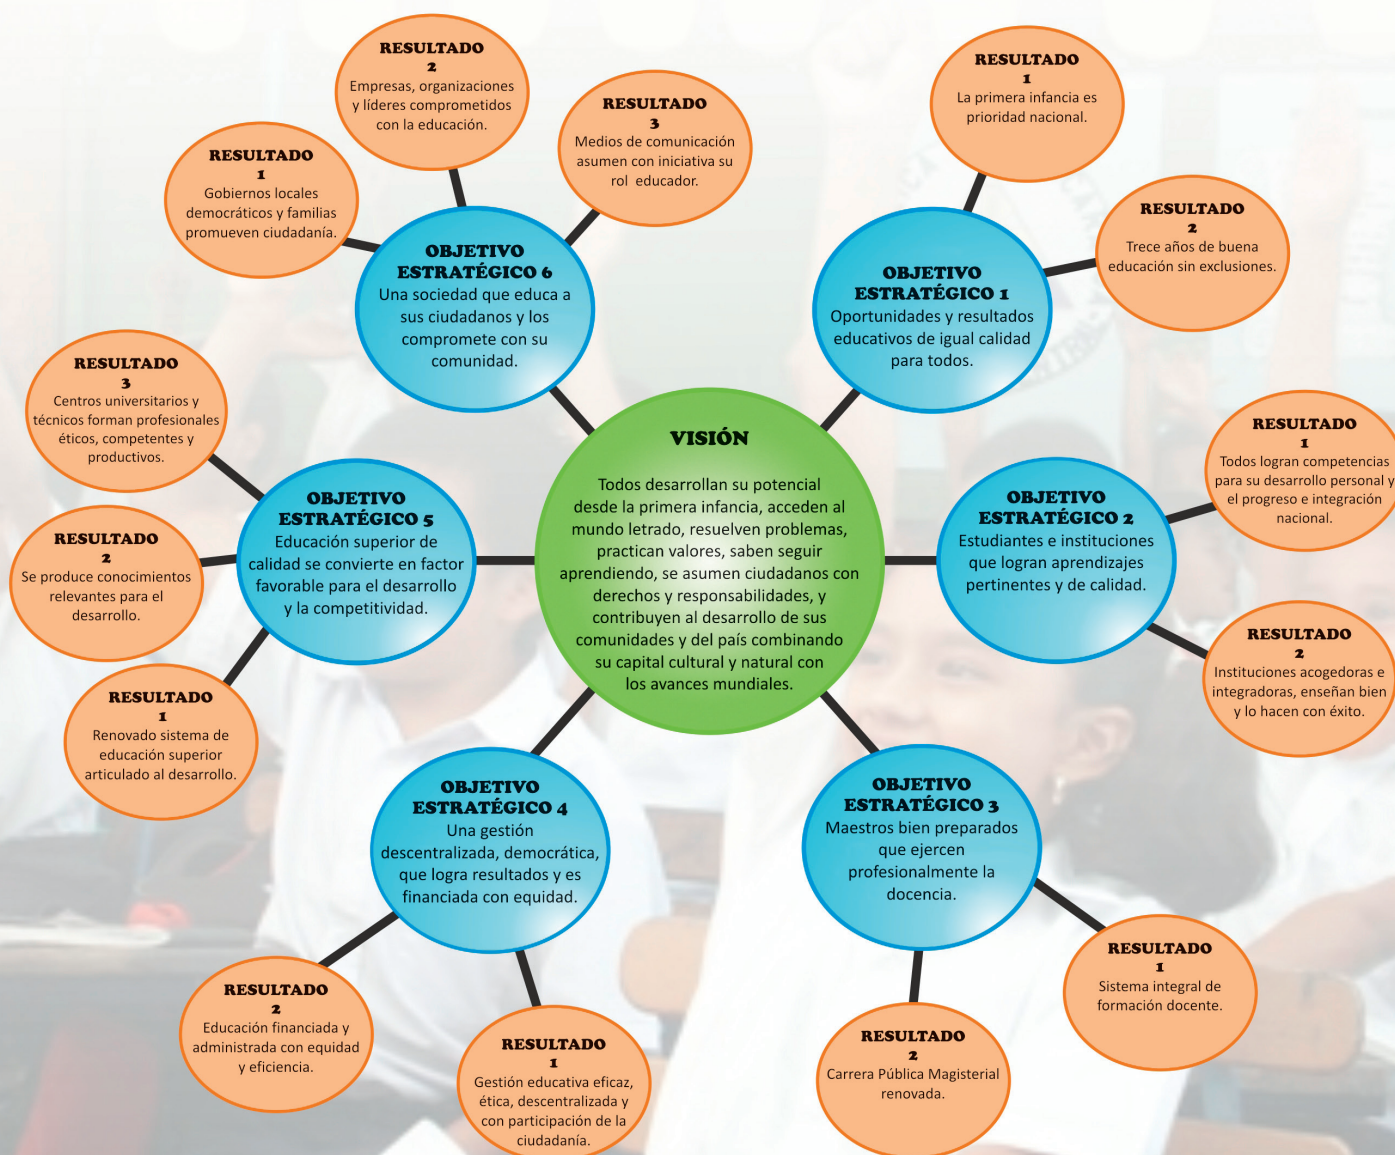 VISIÓN
Todos desarrollan su potencial
desde la primera infancia, acceden al
mundo letrado, resuelven problemas,
practican valores, saben seguir
aprendiendo, se asumen ciudadanos con
derechos y responsabilidades, y
contribuyen al desarrollo de sus
comunidades y del país combinando
su capital cultural y natural con
los avances mundiales.
OBJETIVO
ESTRATÉGICO 1
Oportunidades y resultados
educativos de igual calidad
para todos.
RESULTADO
1
La primera infancia es
prioridad nacional.
RESULTADO
2
Trece años de buena
educación sin exclusiones.
OBJETIVO
ESTRATÉGICO 2
Estudiantes e instituciones
que logran aprendizajes
pertinentes y de calidad.
RESULTADO
1
Todos logran competencias
para su desarrollo personal y
el progreso e integración
nacional.
RESULTADO
2
Instituciones acogedoras e
integradoras, enseñan bien
y lo hacen con éxito.
OBJETIVO
ESTRATÉGICO 3
Maestros bien preparados
que ejercen
profesionalmente la
docencia.
RESULTADO
1
Sistema integral de
formación docente.
RESULTADO
2
Carrera Pública Magisterial
renovada.
OBJETIVO
ESTRATÉGICO 4
Una gestión
descentralizada, democrática,
que logra resultados y es
financiada con equidad.
RESULTADO
1
Gestión educativa eficaz,
ética, descentralizada y
con participación de la
ciudadanía.
RESULTADO
2
Educación financiada y
administrada con equidad
y eficiencia.
OBJETIVO
ESTRATÉGICO 5
Educación superior de
calidad se convierte en factor
favorable para el desarrollo
y la competitividad.
RESULTADO
1
Renovado sistema de
educación superior
articulado al desarrollo.
RESULTADO
2
Se produce conocimientos
relevantes para el
desarrollo.
RESULTADO
3
Centros universitarios y
técnicos forman profesionales
éticos, competentes y
productivos.
OBJETIVO
ESTRATÉGICO 6
Una sociedad que educa a
sus ciudadanos y los
compromete con su
comunidad.
RESULTADO
1
Gobiernos locales
democráticos y familias
promueven ciudadanía.
RESULTADO
2
Empresas, organizaciones
y líderes comprometidos
con la educación.
RESULTADO
3
Medios de comunicación
asumen con iniciativa su
rol educador.